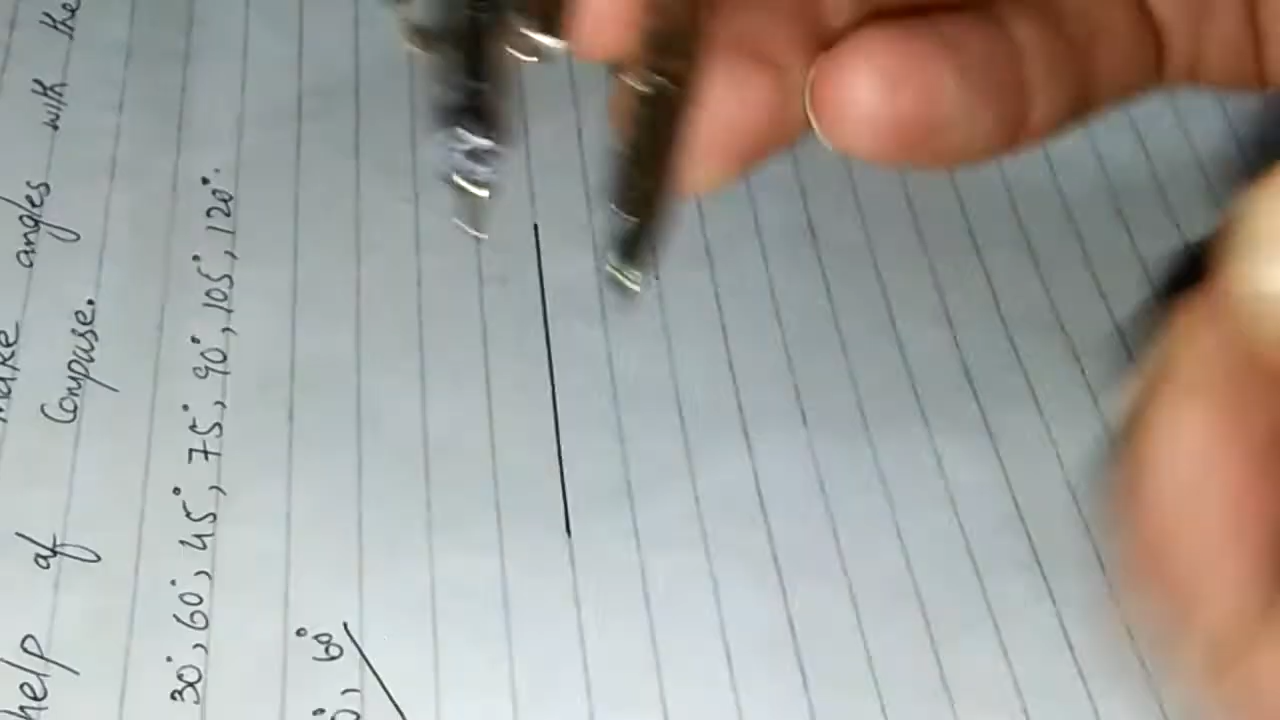 make angles with the
help of Compuse.
30°, 60°, 45°, 75°, 90°, 105°, 120°.
60°